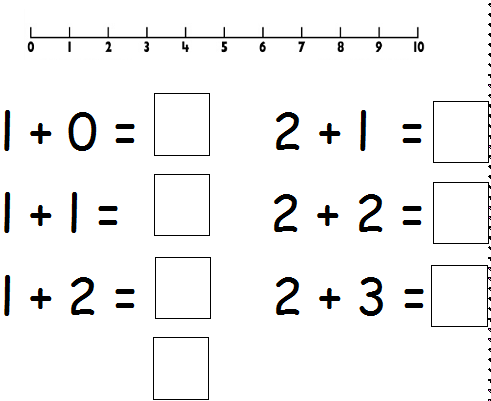 0 1 2 3 4 5 6 7 8 9 10
1 + 0 = 2 + 1 =
1 + 1 = 2 + 2 =
1 + 2 = 2 + 3 =